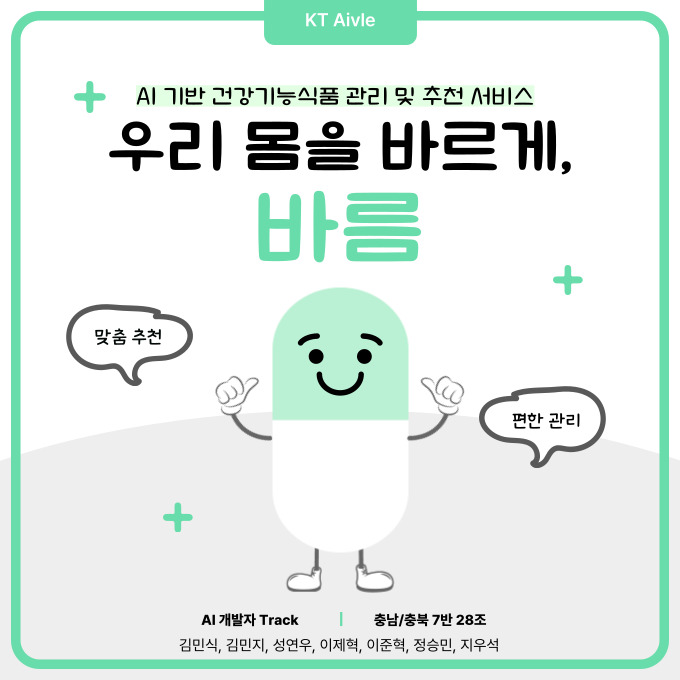 KT Aivle
AI 기반 건강기능식품 관리 및 추천 서비스
우리 몸을 바르게,
바름
맞춤 추천
편한 관리
AI 개발자 Track | 충남/충북 7반 28조
김민식, 김민지, 성연우, 이제혁, 이준혁, 정승민, 지우석